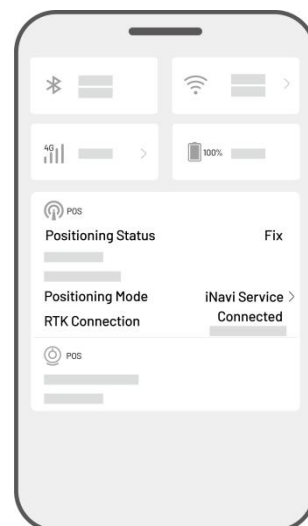 4G
100%
POS
Positioning Status Fix
Positioning Mode iNavi Service >
RTK Connection Connected
POS